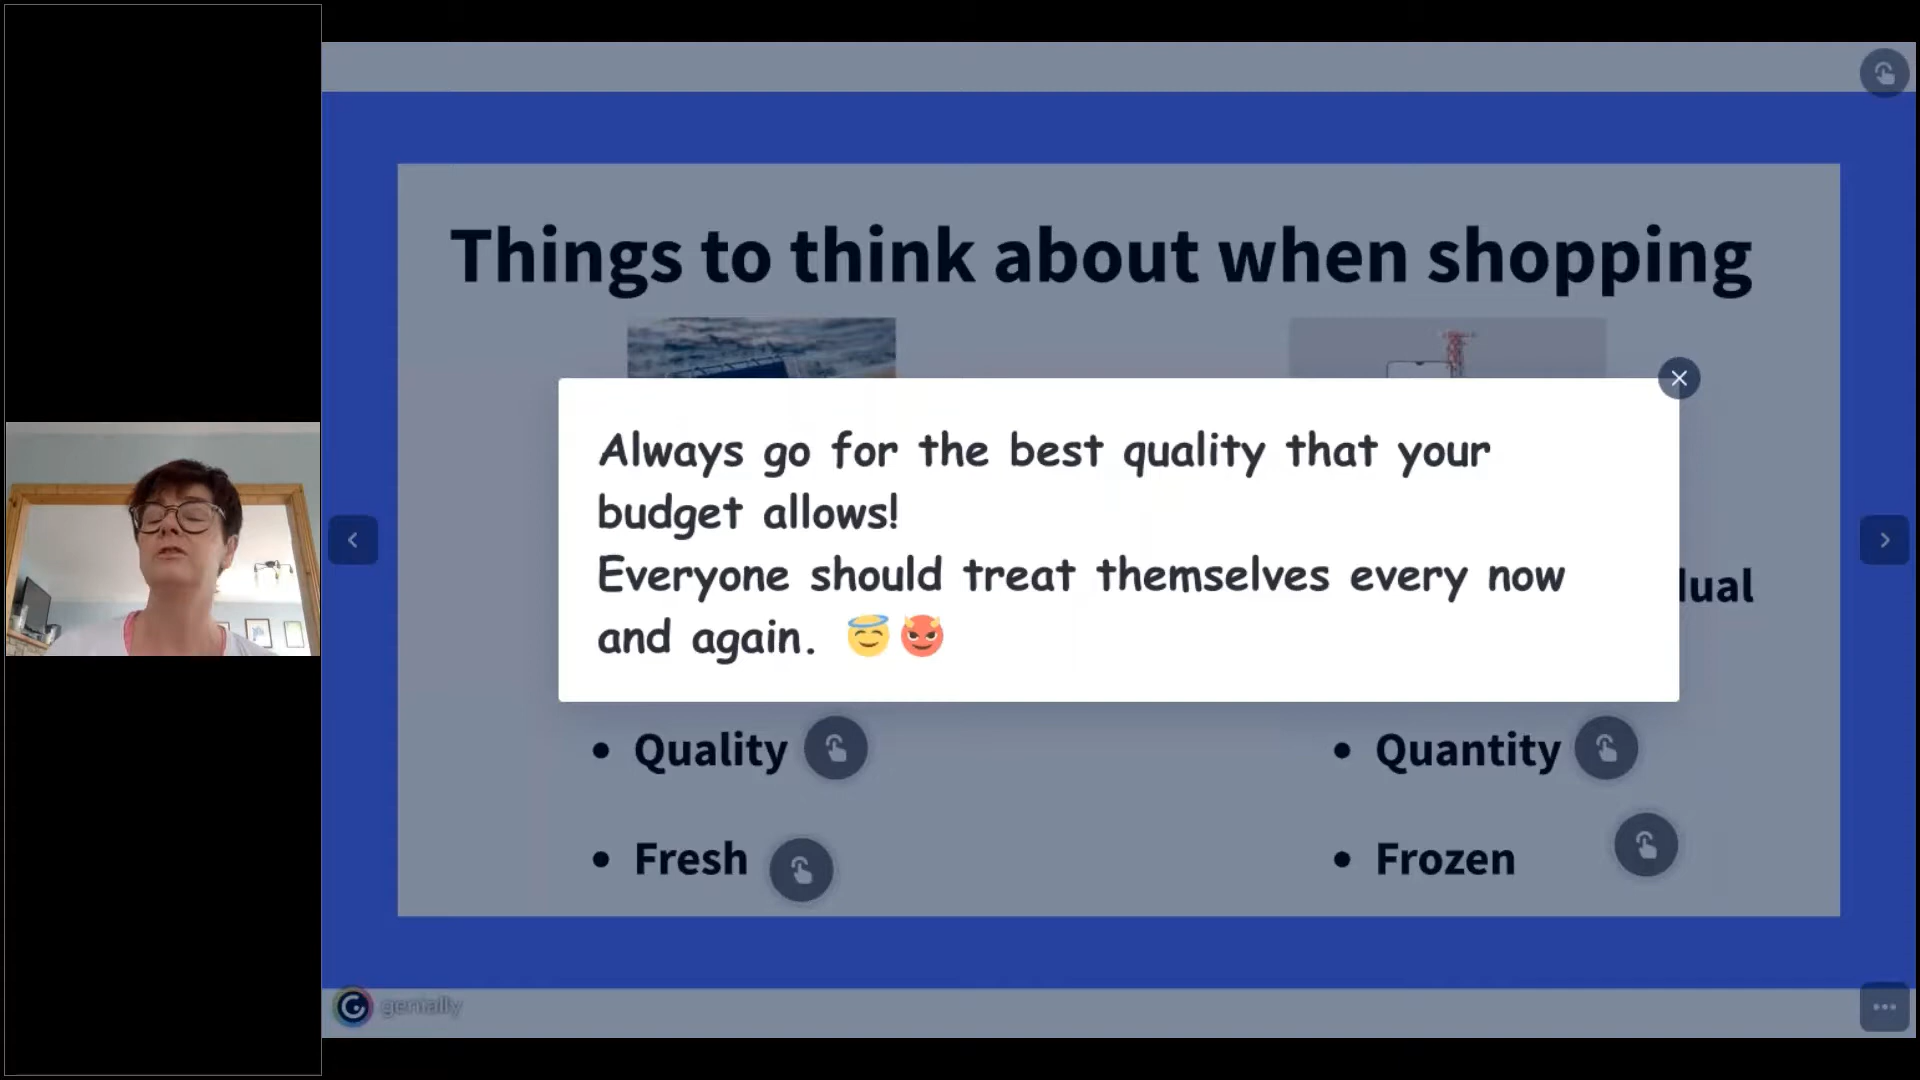 Things to think about when shopping
Always go for the best quality that your
budget allows!
Everyone should treat themselves every now
and again. 😇😈
• Quality
• Quantity
• Fresh
• Frozen
genially